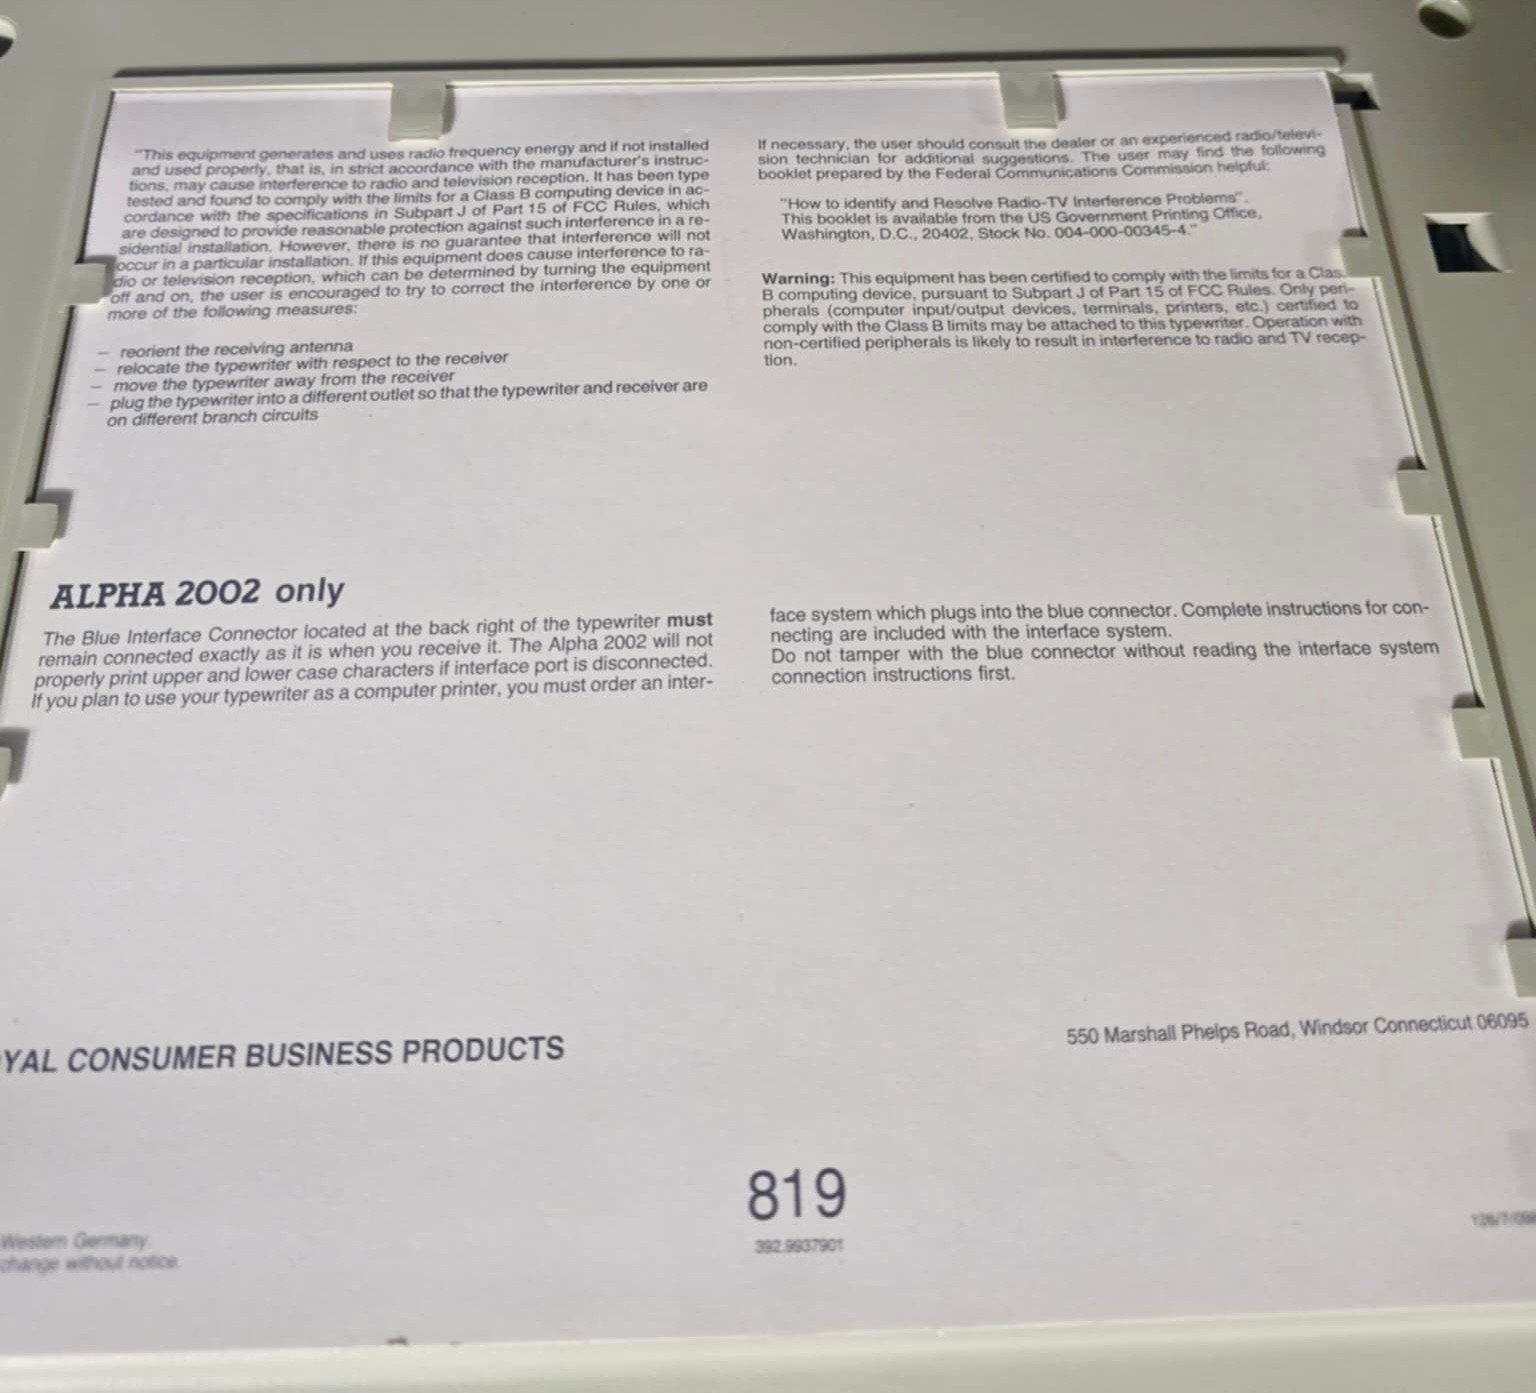 "This equipment generates and uses radio frequency energy and if not installed
and used properly, that is, in strict accordance with the manufacturer's instruc-
tions, may cause interference to radio and television reception. It has been type
tested and found to comply with the limits for a Class B computing device in ac-
cordance with the specifications in Subpart J of Part 15 of FCC Rules, which
are designed to provide reasonable protection against such interference in a re-
sidential installation. However, there is no guarantee that interference will not
occur in a particular installation. If this equipment does cause interference to ra-
dio or television reception, which can be determined by turning the equipment
off and on, the user is encouraged to try to correct the interference by one or
more of the following measures:
– reorient the receiving antenna
– relocate the typewriter with respect to the receiver
– move the typewriter away from the receiver
– plug the typewriter into a different outlet so that the typewriter and receiver are
on different branch circuits
If necessary, the user should consult the dealer or an experienced radio/televi-
sion technician for additional suggestions. The user may find the following
booklet prepared by the Federal Communications Commission helpful:
"How to identify and Resolve Radio-TV Interference Problems".
This booklet is available from the US Government Printing Office,
Washington, D.C., 20402, Stock No. 004-000-00345-4."
Warning: This equipment has been certified to comply with the limits for a Clas
B computing device, pursuant to Subpart J of Part 15 of FCC Rules. Only peri-
pherals (computer input/output devices, terminals, printers, etc.) certified to
comply with the Class B limits may be attached to this typewriter. Operation with
non-certified peripherals is likely to result in interference to radio and TV recep-
tion.
ALPHA 2002 only
The Blue Interface Connector located at the back right of the typewriter must
remain connected exactly as it is when you receive it. The Alpha 2002 will not
properly print upper and lower case characters if interface port is disconnected.
If you plan to use your typewriter as a computer printer, you must order an inter-
face system which plugs into the blue connector. Complete instructions for con-
necting are included with the interface system.
Do not tamper with the blue connector without reading the interface system
connection instructions first.
YAL CONSUMER BUSINESS PRODUCTS
550 Marshall Phelps Road, Windsor Connecticut 06095
819
392.9937901
Western Germany.
change without notice.